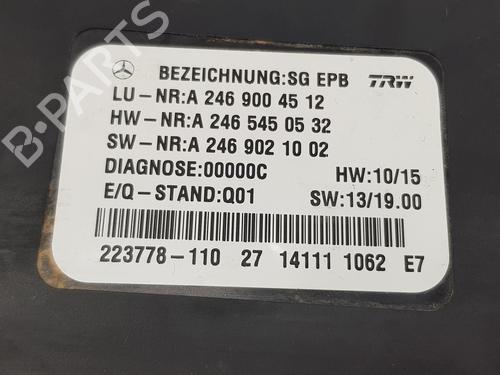 BEZEICHNUNG:SG EPB TRW
LU-NR:A 246 900 45 12
HW-NR:A 246 545 05 32
SW-NR:A 246 902 10 02
DIAGNOSE:00000C HW:10/15
E/Q-STAND:Q01 SW:13/19.00
223778-110 27 14111 1062 E7
B-PARTS